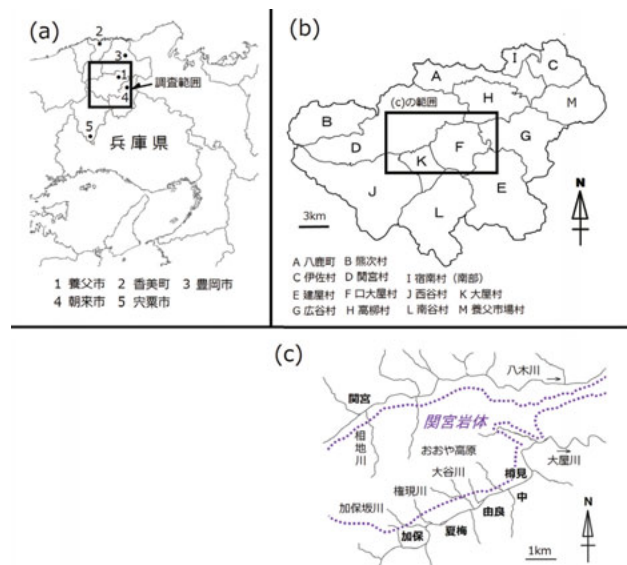 (a)
2
3
1
調査範囲
4
5
兵庫県
1 養父市 2 香美町 3 豊岡市
4 朝来市 5 宍粟市
(b)
I
C
A
(c)の範囲
H
M
B
D
F
G
K
J
E
L
N
3km
A 八鹿町 B 熊次村
C 伊佐村 D 関宮村 I 宿南村(南部)
E 建屋村 F 口大屋村 J 西谷村 K 大屋村
G 広谷村 H 高柳村 L 南谷村 M 養父市場村
(c)
八木川
関宮
関宮岩体
相地川
おおや高原
大屋川
大谷川
樽見
権現川
中
加保坂川
由良
夏梅
加保
N
1km